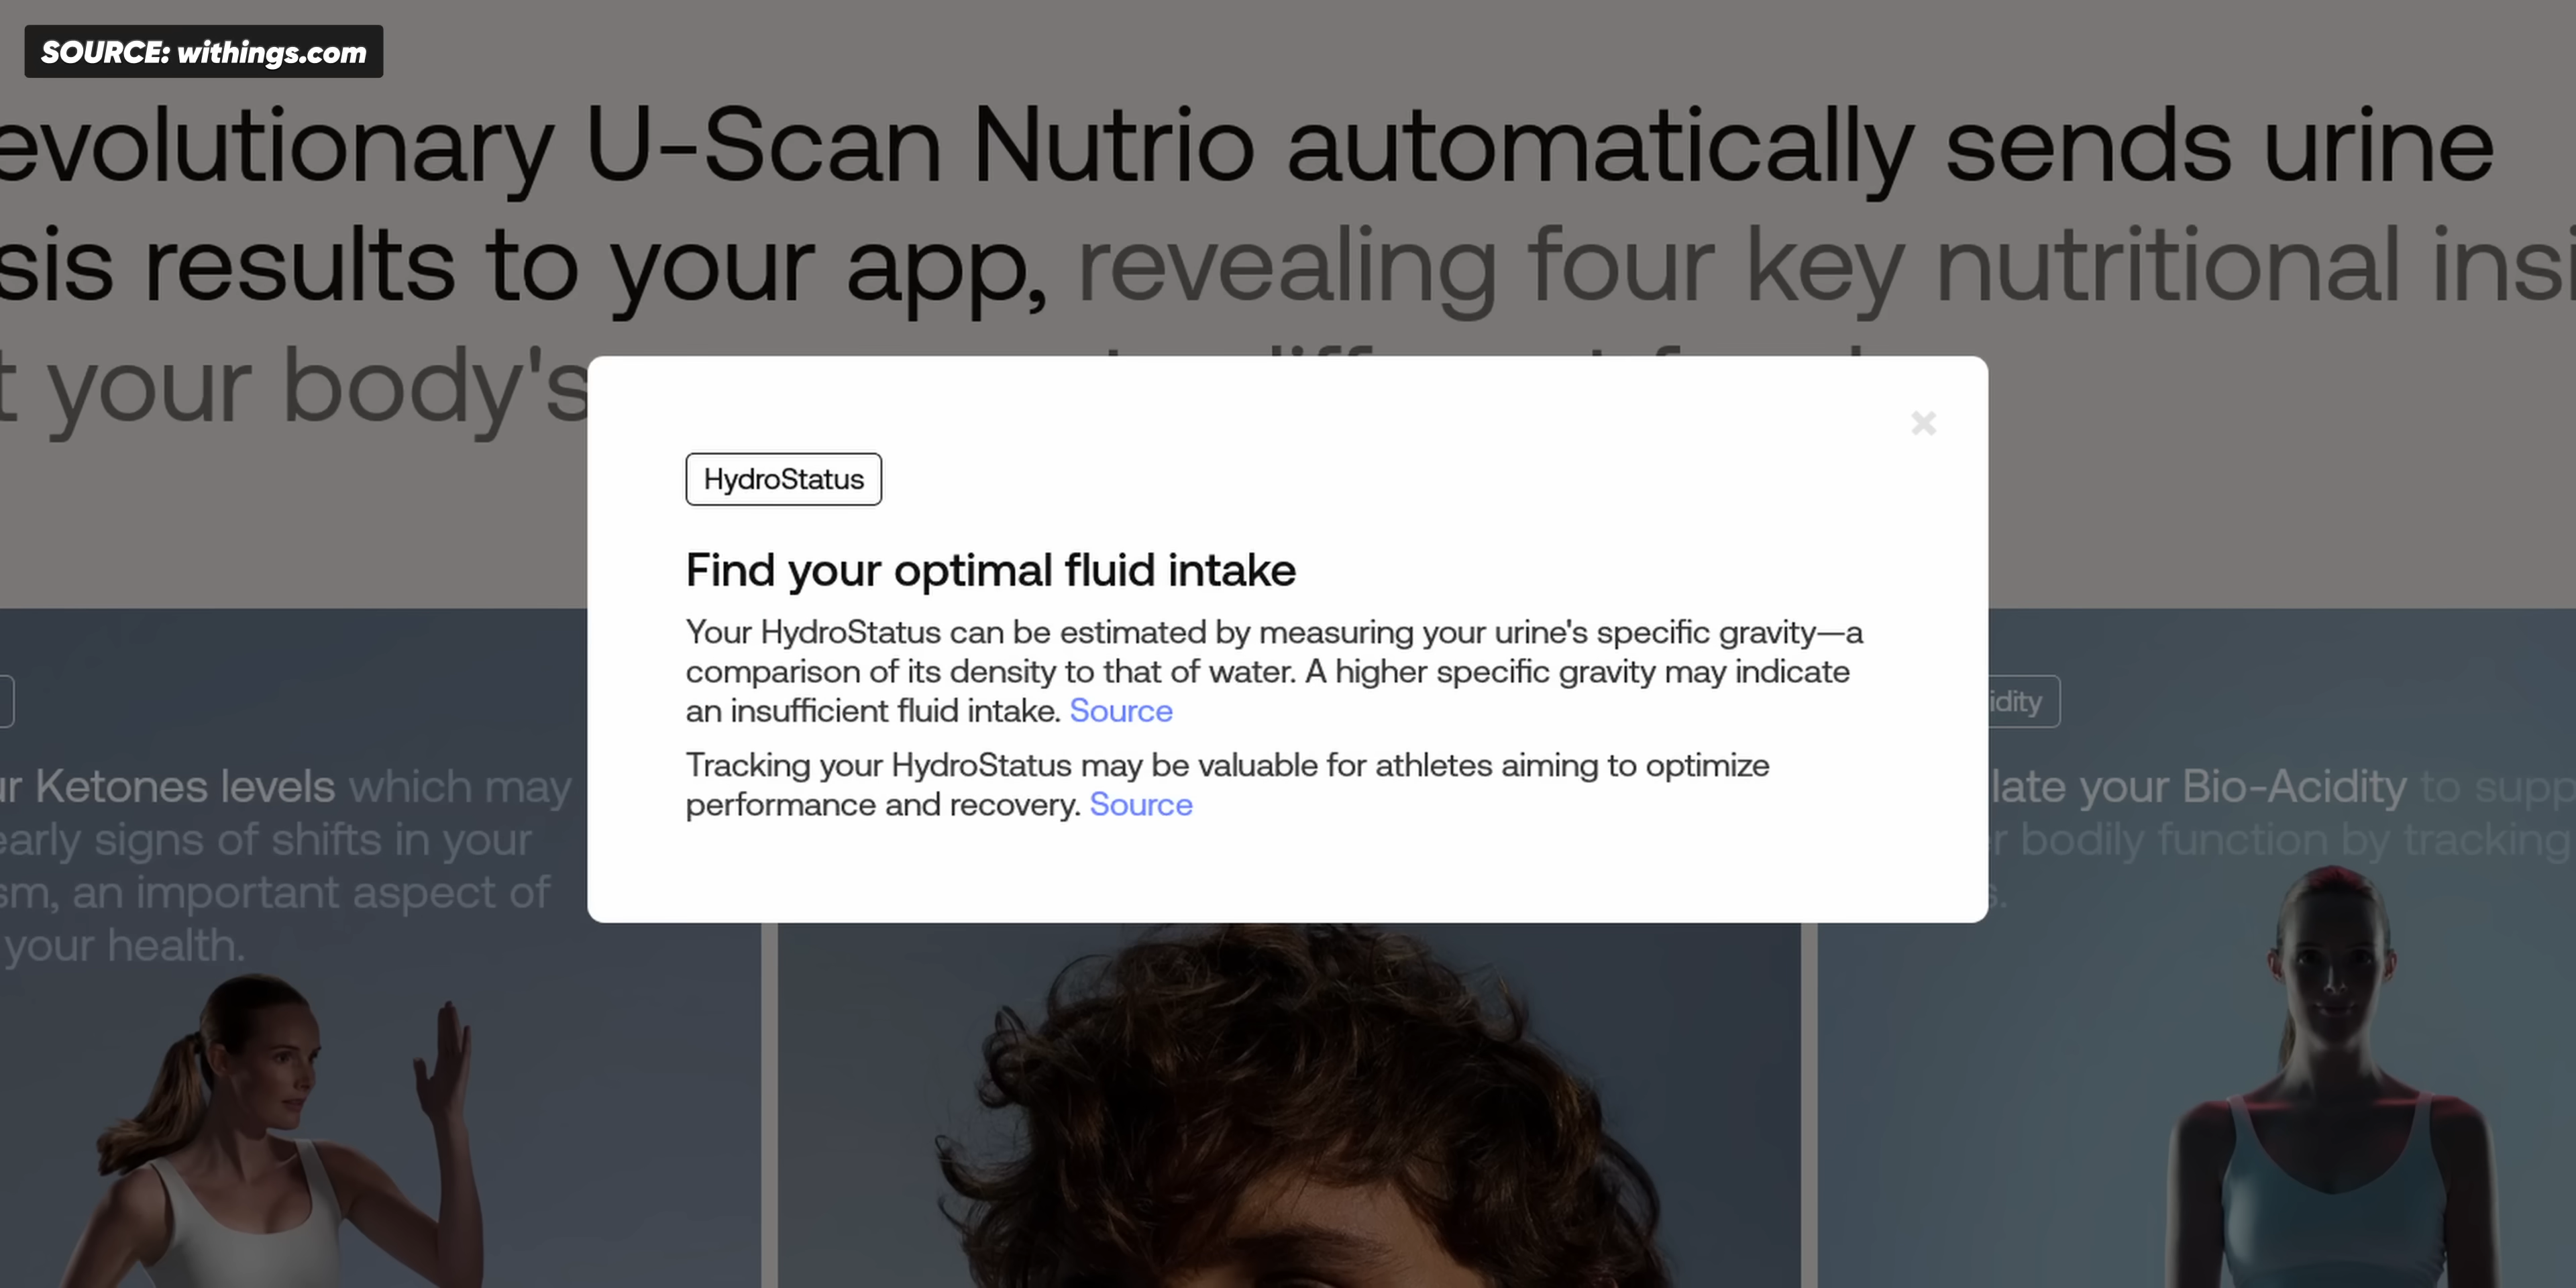 SOURCE: withings.com
evolutionary U-Scan Nutrio automatically sends urine
sis results to your app, revealing four key nutritional insi
t your body's
HydroStatus
Find your optimal fluid intake
Your HydroStatus can be estimated by measuring your urine's specific gravity—a
comparison of its density to that of water. A higher specific gravity may indicate
an insufficient fluid intake. Source
Tracking your HydroStatus may be valuable for athletes aiming to optimize
performance and recovery. Source
ur Ketones levels which may
early signs of shifts in your
sm, an important aspect of
your health.
idity
late your Bio-Acidity to supp
r bodily function by tracking
s.